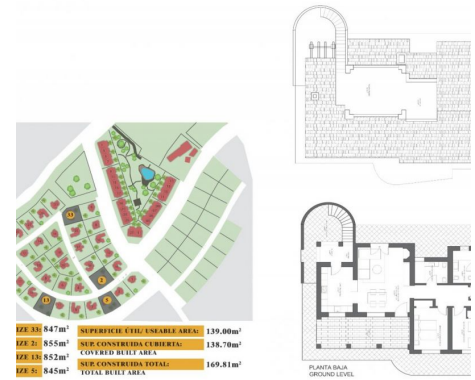 33
2
13
5
IZE 33: 847m²
IZE 2: 855m²
IZE 13: 852m²
IZE 5: 845m²
SUPERFICIE ÚTIL/ USEABLE AREA: 139.00m²
SUP. CONSTRUIDA CUBIERTA: 138.70m²
COVERED BUILT AREA
SUP. CONSTRUIDA TOTAL: 169.81m²
TOTAL BUILT AREA
PLANTA BAJA
GROUND LEVEL